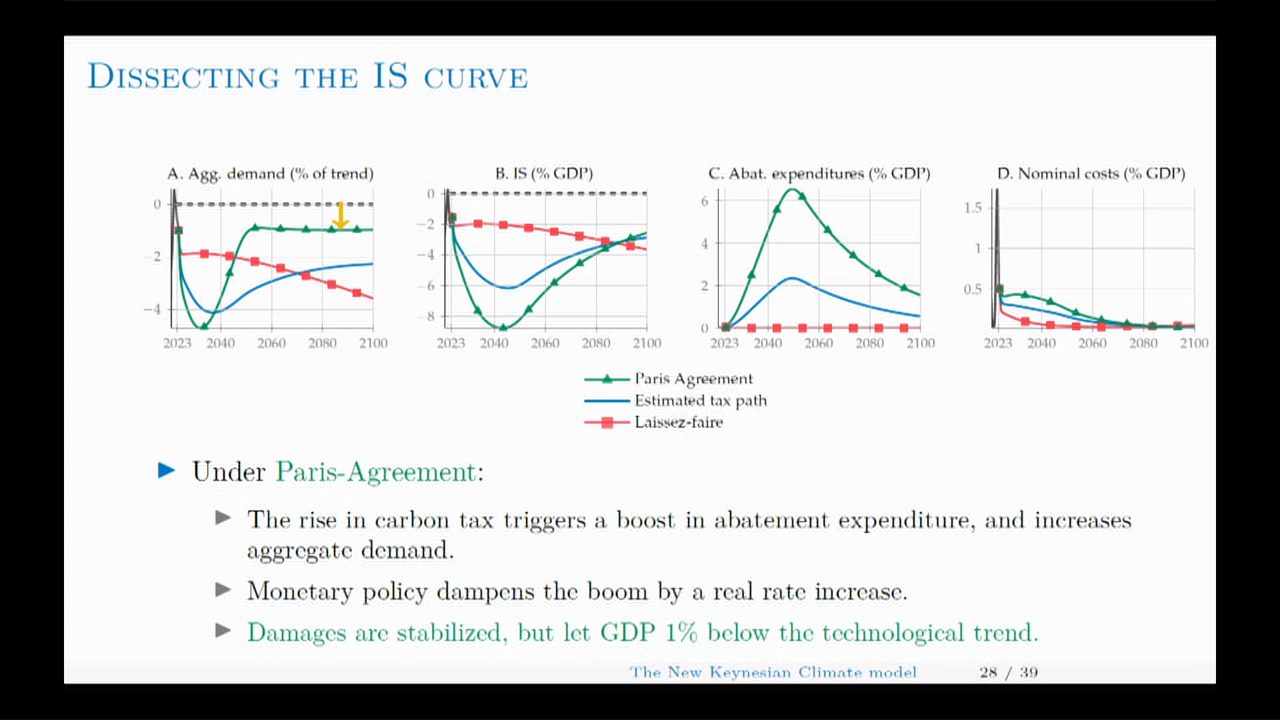 DISSECTING THE IS CURVE
A. Agg. demand (% of trend)
0
−2
−4
2023 2040 2060 2080 2100
B. IS (% GDP)
0
−2
−4
−6
−8
2023 2040 2060 2080 2100
C. Abat. expenditures (% GDP)
6
4
2
0
2023 2040 2060 2080 2100
D. Nominal costs (% GDP)
1.5
1
0.5
2023 2040 2060 2080 2100
Paris Agreement
Estimated tax path
Laissez-faire
Under Paris-Agreement:
The rise in carbon tax triggers a boost in abatement expenditure, and increases
aggregate demand.
Monetary policy dampens the boom by a real rate increase.
Damages are stabilized, but let GDP 1% below the technological trend.
The New Keynesian Climate model 28 / 39